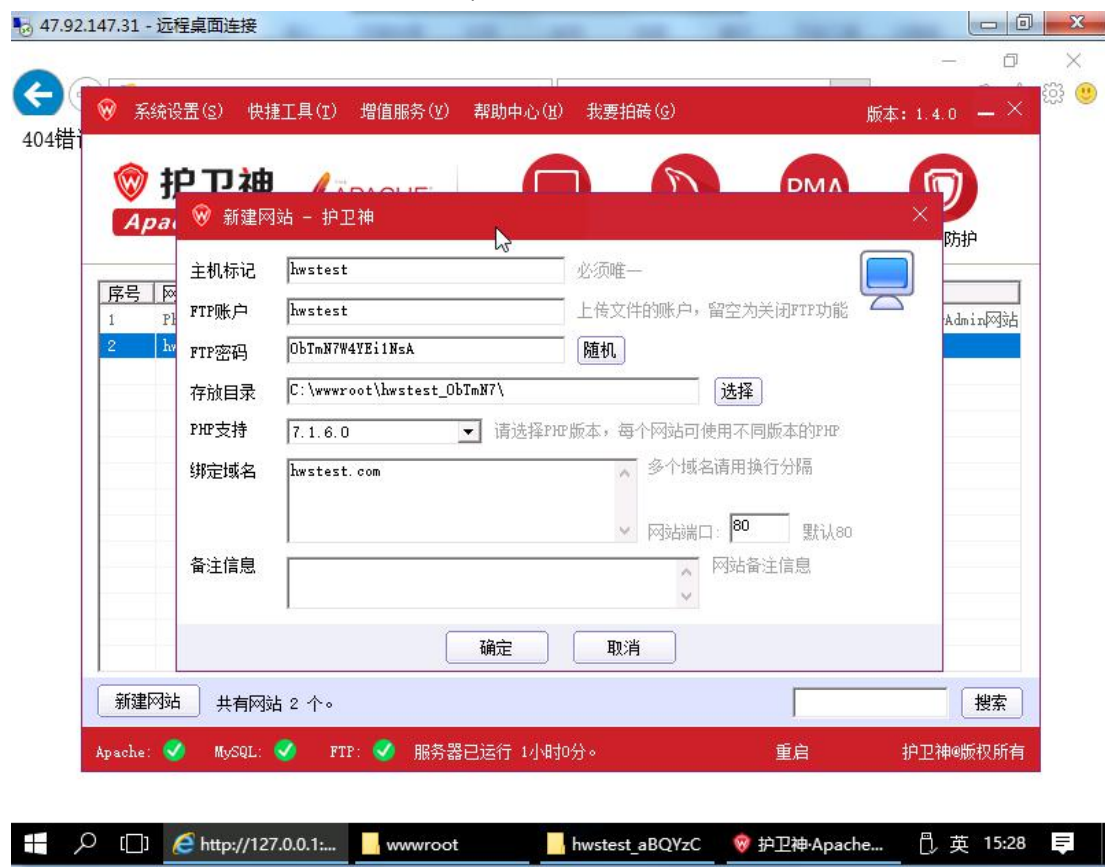 47.92.147.31 - 远程桌面连接
404错
系统设置(S) 快捷工具(T) 增值服务(V) 帮助中心(H) 我要拍砖(G) 版本: 1.4.0
护卫神
Apa
PMA
防护
新建网站 - 护卫神
主机标记 hwstest 必须唯一
FTP账户 hwstest 上传文件的账户，留空为关闭FTP功能
FTP密码 ObTmN7W4YEi1NsA 随机
存放目录 C:\wwwroot\hwstest_ObTmN7\ 选择
PHP支持 7.1.6.0 请选择PHP版本，每个网站可使用不同版本的PHP
绑定域名 hwstest.com 多个域名请用换行分隔
网站端口: 80 默认80
备注信息 网站备注信息
确定 取消
序号
1 Admin网站
2
新建网站 共有网站 2 个。 搜索
Apache: MySQL: FTP: 服务器已运行 1小时0分。 重启 护卫神@版权所有
http://127.0.0.1:... wwwroot hwstest_aBQYzC 护卫神·Apache... 英 15:28